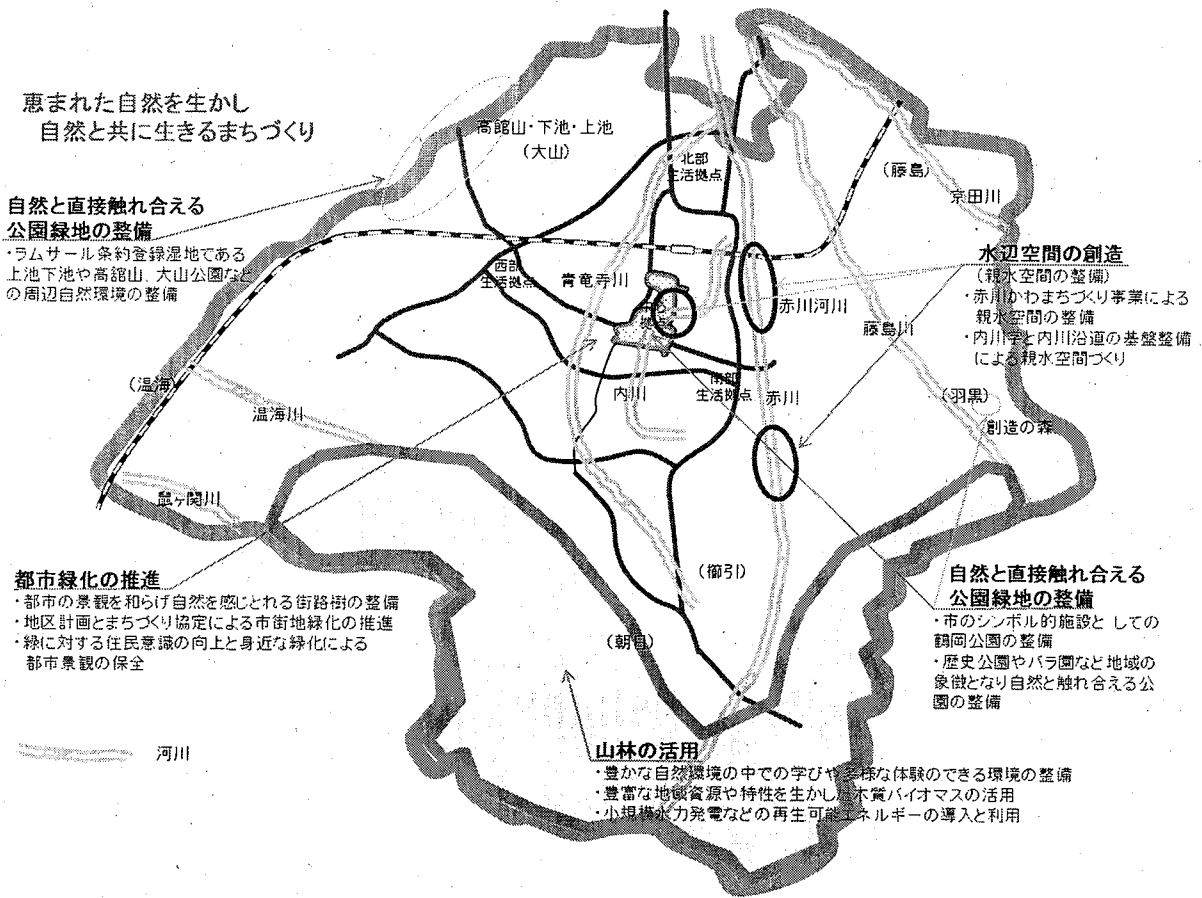 恵まれた自然を生かし
自然と共に生きるまちづくり
高館山・下池・上池
(大山)
北部
生活拠点
(藤島)
京田川
自然と直接触れ合える
公園緑地の整備
・ラムサール条約登録湿地である
上池下池や高館山、大山公園など
の周辺自然環境の整備
水辺空間の創造
(親水空間の整備)
・赤川かわまちづくり事業による
親水空間の整備
・内川学と内川沿道の基盤整備
による親水空間づくり
西部
生活拠点
青竜寺川
拠点
赤川河川
藤島川
(温海)
温海川
内川
南部
生活拠点
赤川
(羽黒)
創造の森
鼠ヶ関川
都市緑化の推進
・都市の景観を和らげ自然を感じとれる街路樹の整備
・地区計画とまちづくり協定による市街地緑化の推進
・緑に対する住民意識の向上と身近な緑化による
都市景観の保全
(櫛引)
(朝日)
自然と直接触れ合える
公園緑地の整備
・市のシンボル的施設としての
鶴岡公園の整備
・歴史公園やバラ園など地域の
象徴となり自然と触れ合える公
園の整備
河川
山林の活用
・豊かな自然環境の中での学びや多様な体験のできる環境の整備
・豊富な地域資源や特性を生かした木質バイオマスの活用
・小規模水力発電などの再生可能エネルギーの導入と利用